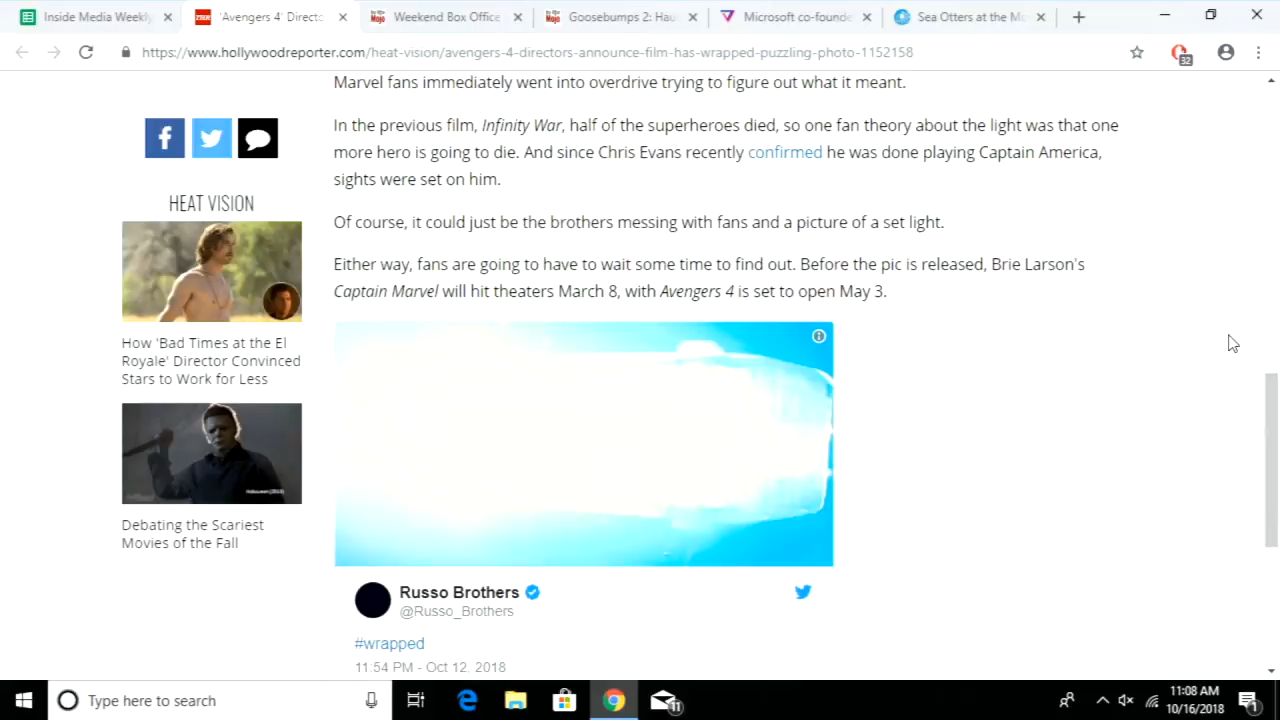 Inside Media Weekly
'Avengers 4' Directo
Weekend Box Office
Goosebumps 2: Hau
Microsoft co-founde
Sea Otters at the Mo
https://www.hollywoodreporter.com/heat-vision/avengers-4-directors-announce-film-has-wrapped-puzzling-photo-1152158
32
Marvel fans immediately went into overdrive trying to figure out what it meant.
In the previous film, Infinity War, half of the superheroes died, so one fan theory about the light was that one
more hero is going to die. And since Chris Evans recently confirmed he was done playing Captain America,
sights were set on him.
Of course, it could just be the brothers messing with fans and a picture of a set light.
Either way, fans are going to have to wait some time to find out. Before the pic is released, Brie Larson's
Captain Marvel will hit theaters March 8, with Avengers 4 is set to open May 3.
HEAT VISION
How 'Bad Times at the El
Royale' Director Convinced
Stars to Work for Less
Debating the Scariest
Movies of the Fall
Russo Brothers
@Russo_Brothers
#wrapped
11:54 PM - Oct 12, 2018
Type here to search
11
11:08 AM
10/16/2018
1